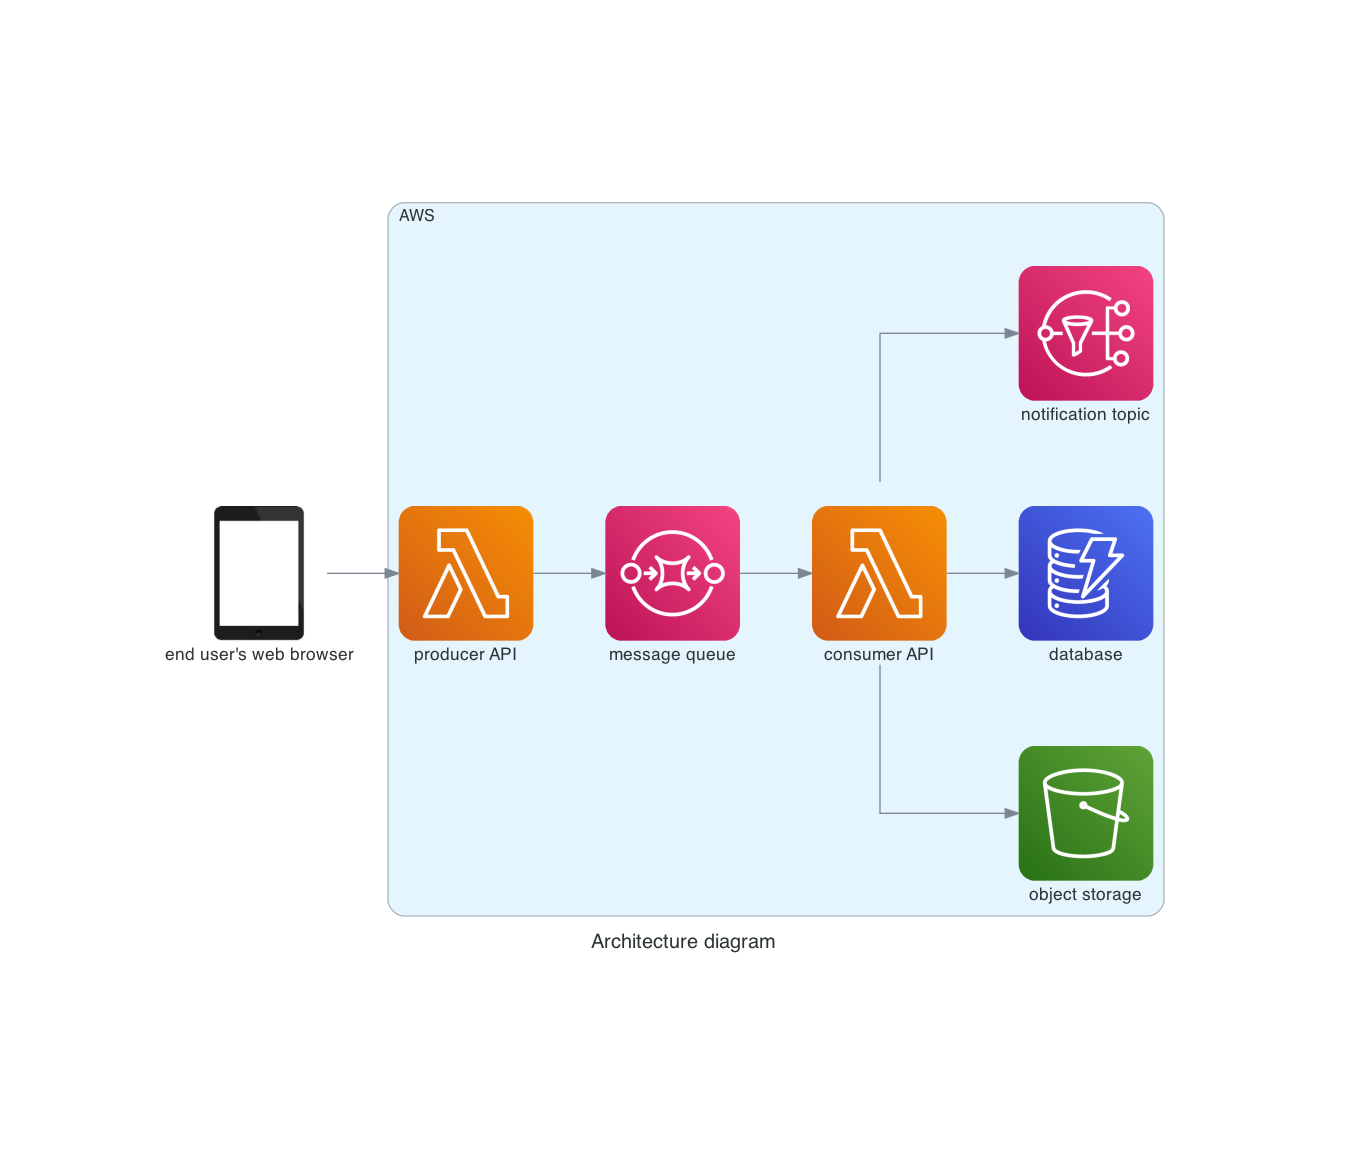 AWS
notification topic
end user's web browser
producer API
message queue
consumer API
database
object storage
Architecture diagram